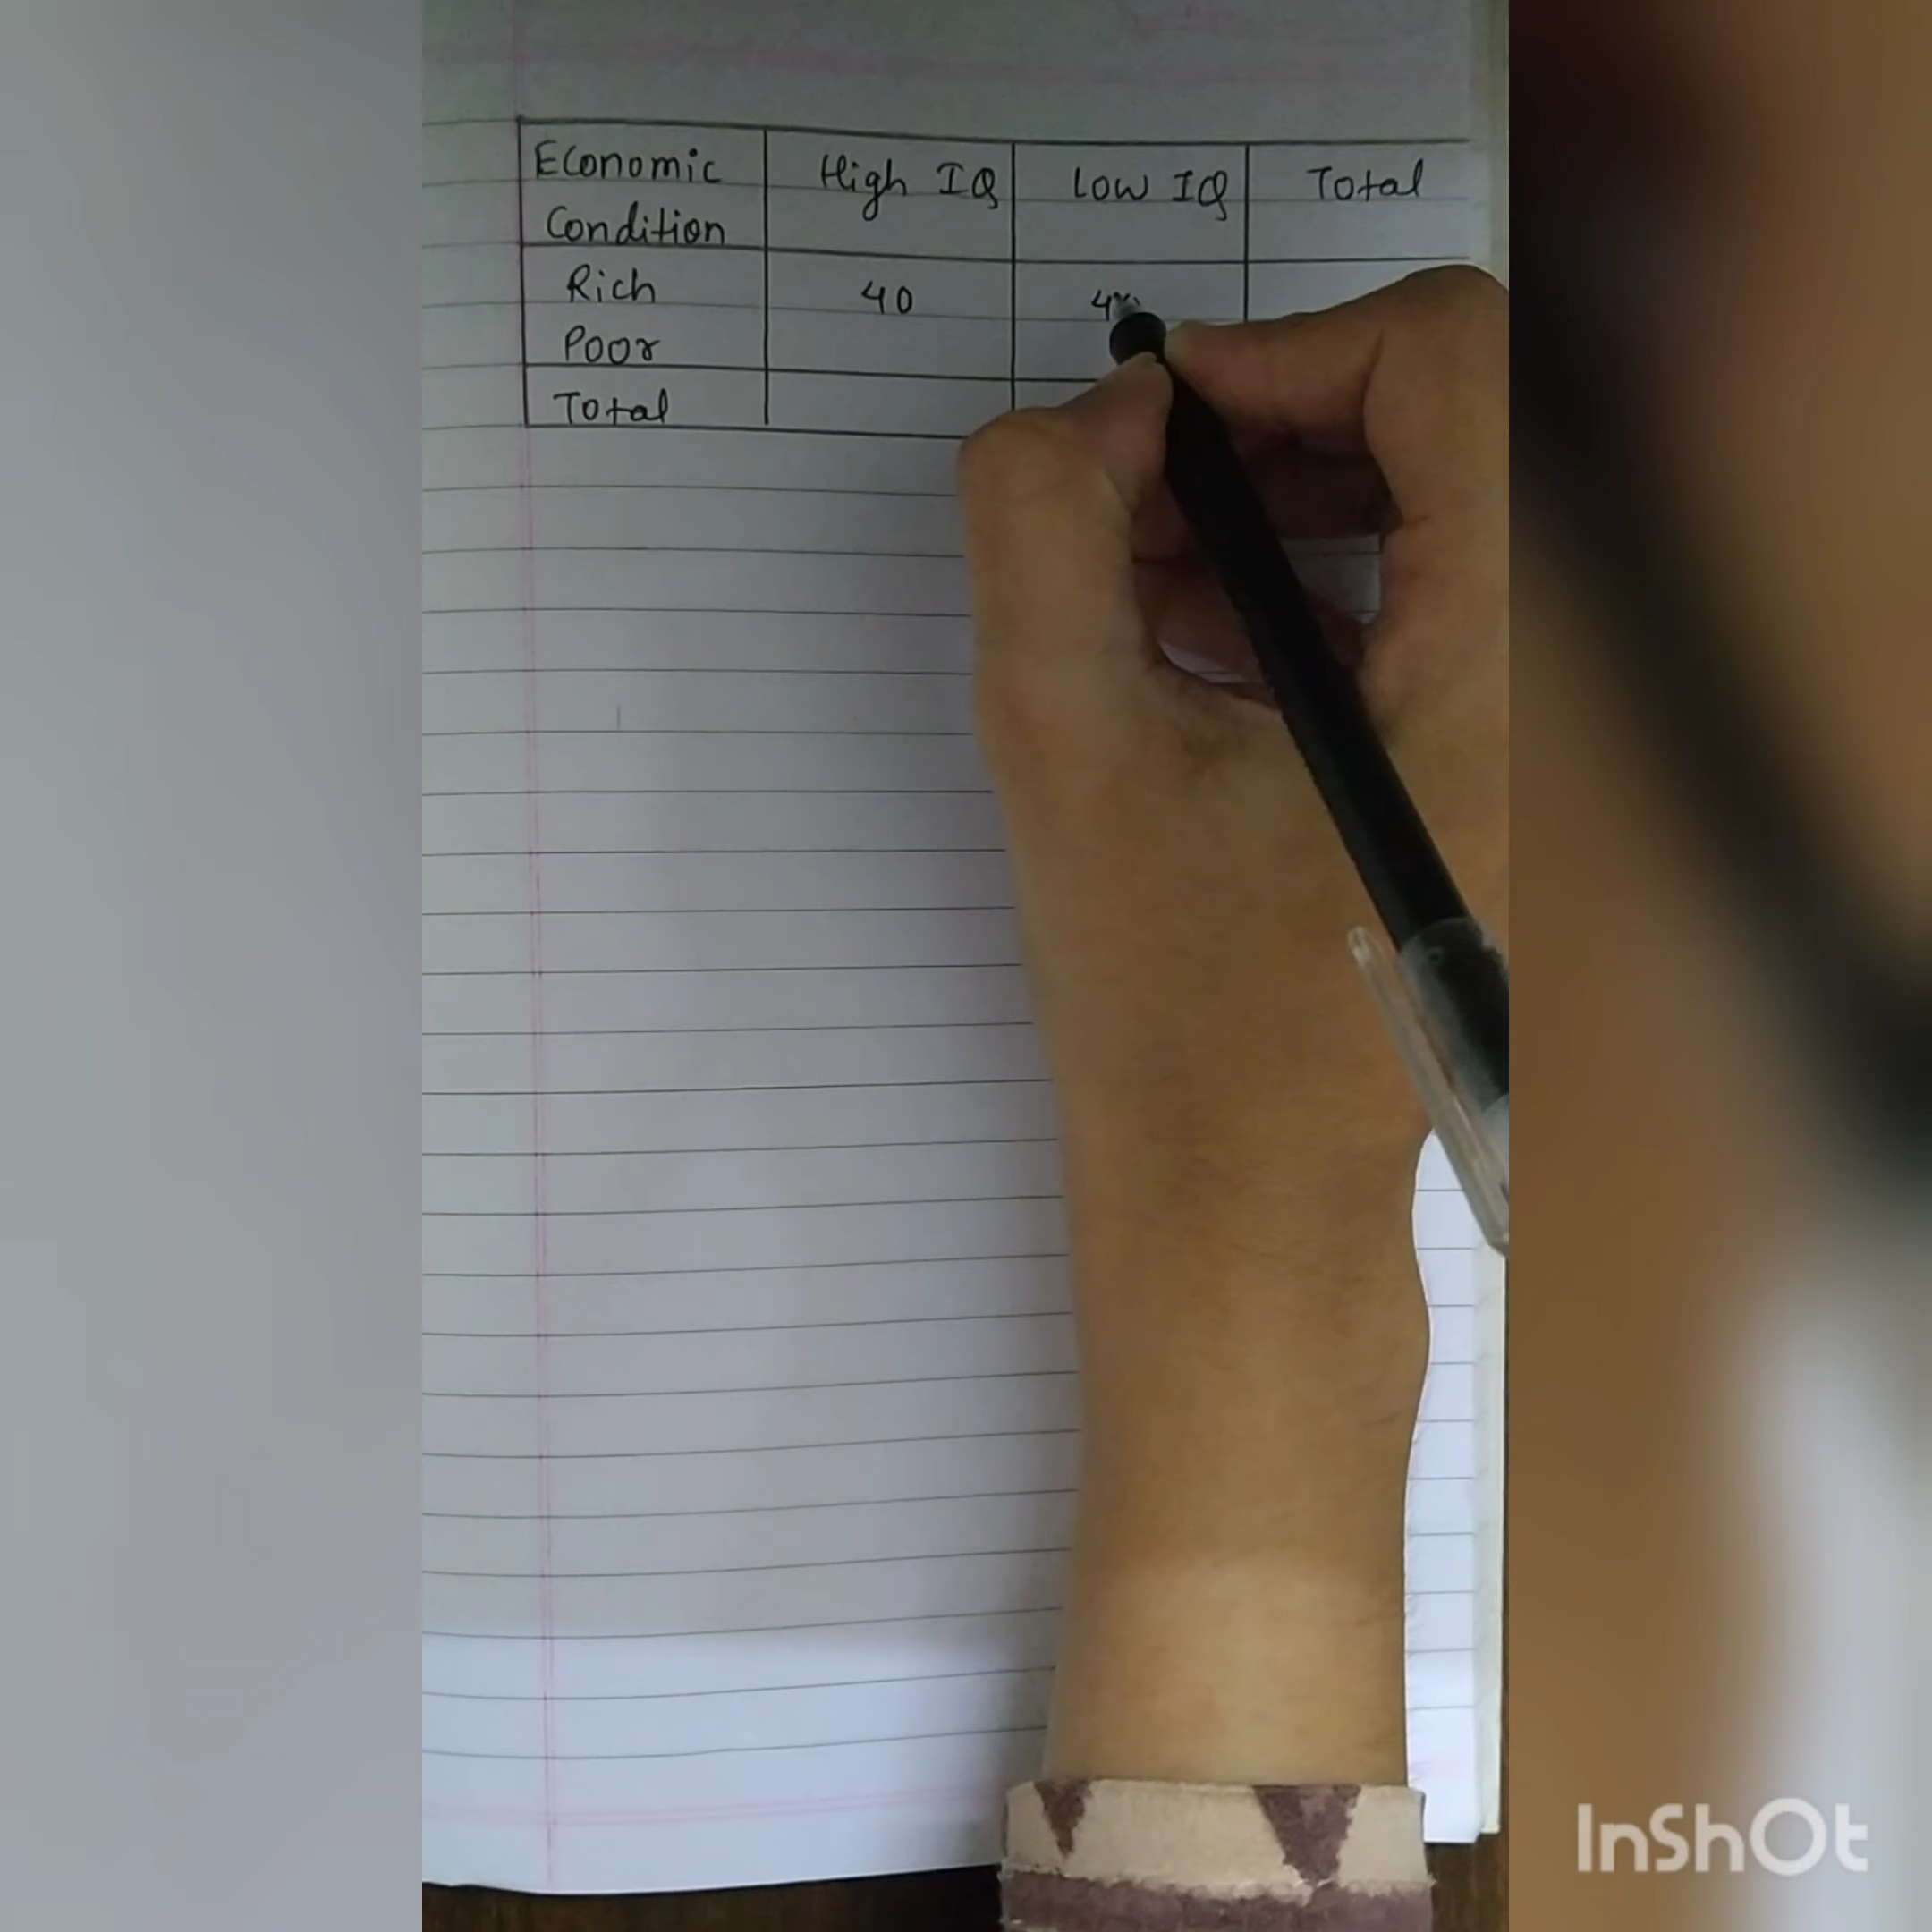 Economic Condition High IQ Low IQ Total
Rich 40
Poor
Total
InShOt